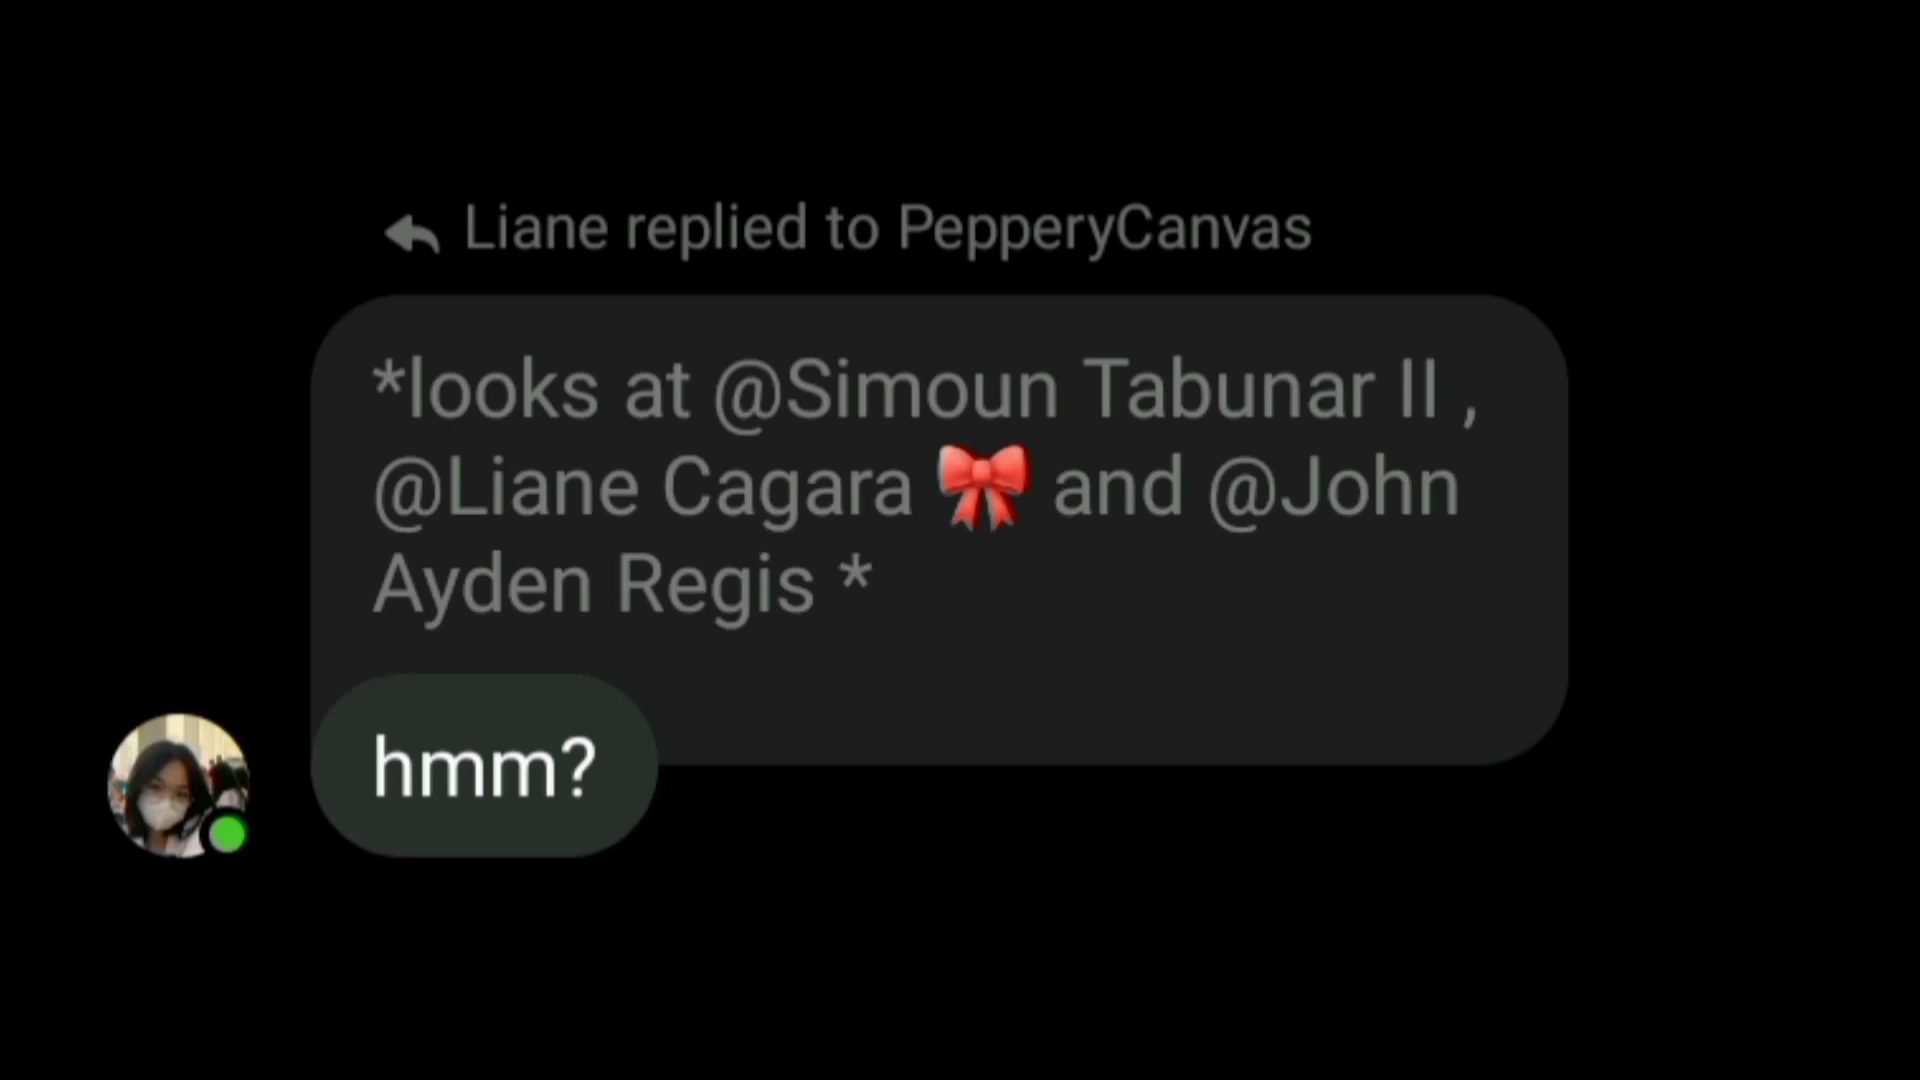 Liane replied to PepperyCanvas
*looks at @Simoun Tabunar II ,
@Liane Cagara 🎀 and @John
Ayden Regis *
hmm?